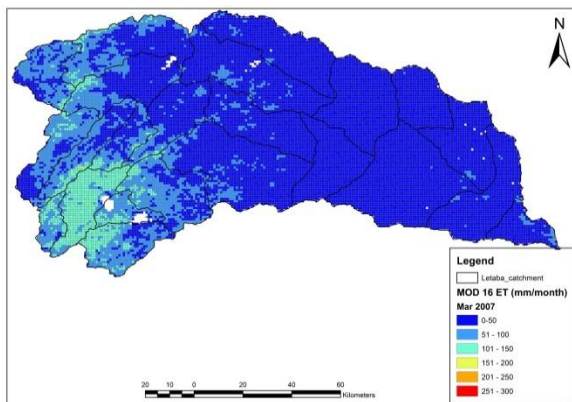 N
Legend
Letaba_catchment
MOD 16 ET (mm/month)
Mar 2007
0-50
51 - 100
101 - 150
151 - 200
201 - 250
251 - 300
20 10 0 20 40 60
Kilometers